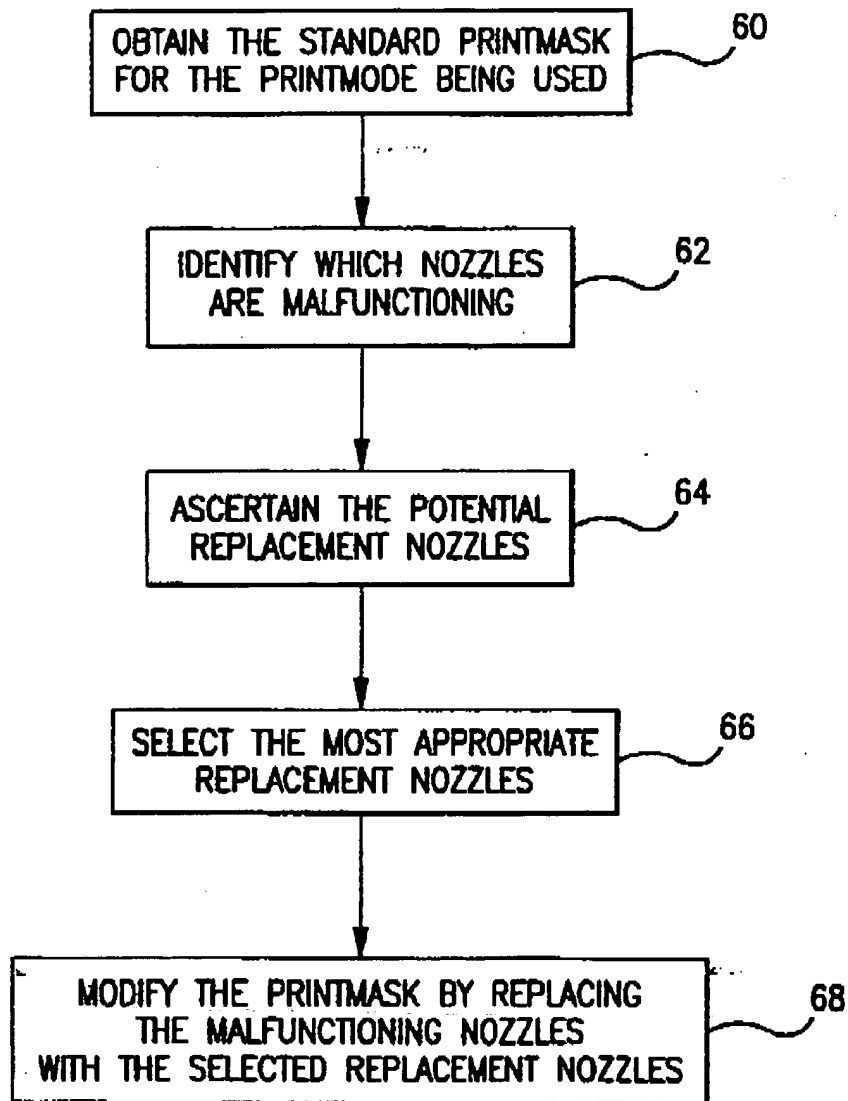 OBTAIN THE STANDARD PRINTMASK
FOR THE PRINTMODE BEING USED
60
IDENTIFY WHICH NOZZLES
ARE MALFUNCTIONING
62
ASCERTAIN THE POTENTIAL
REPLACEMENT NOZZLES
64
SELECT THE MOST APPROPRIATE
REPLACEMENT NOZZLES
66
MODIFY THE PRINTMASK BY REPLACING
THE MALFUNCTIONING NOZZLES
WITH THE SELECTED REPLACEMENT NOZZLES
68